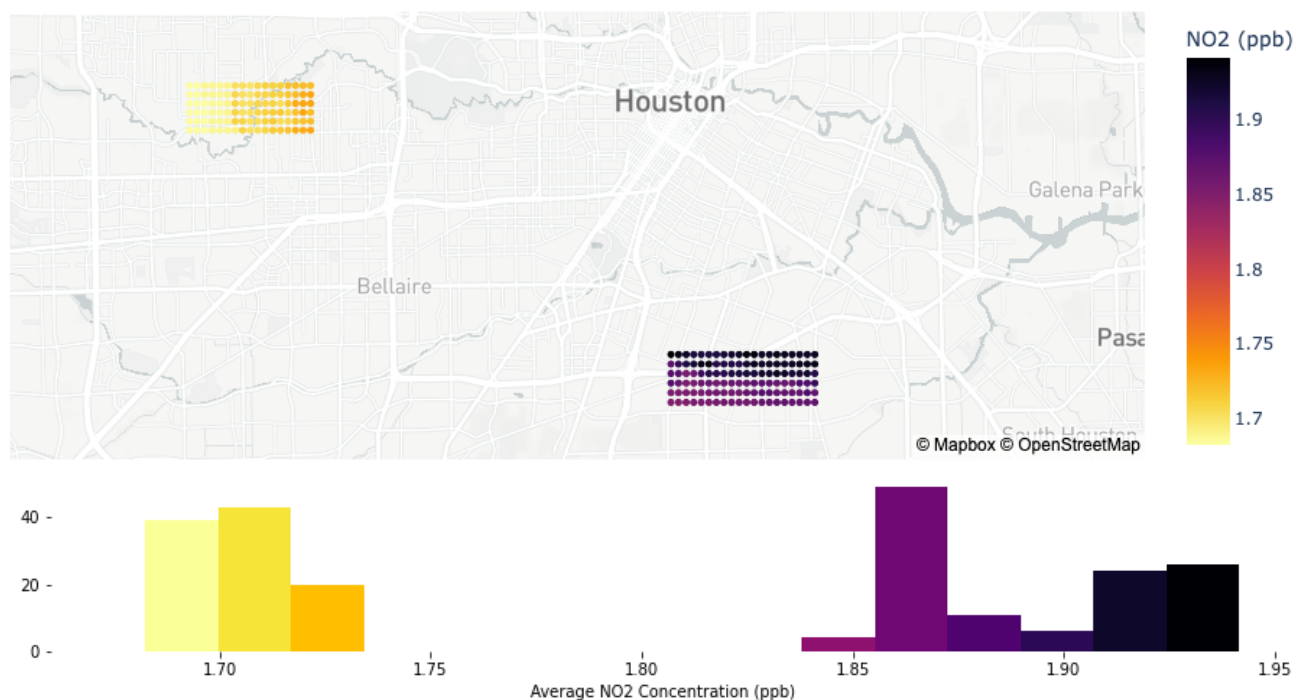 NO2 (ppb)
Houston
1.9
Galena Park
1.85
1.8
Bellaire
1.75
Pasa
1.7
South Houston
© Mapbox © OpenStreetMap
40
20
0
1.70 1.75 1.80 1.85 1.90 1.95
Average NO2 Concentration (ppb)